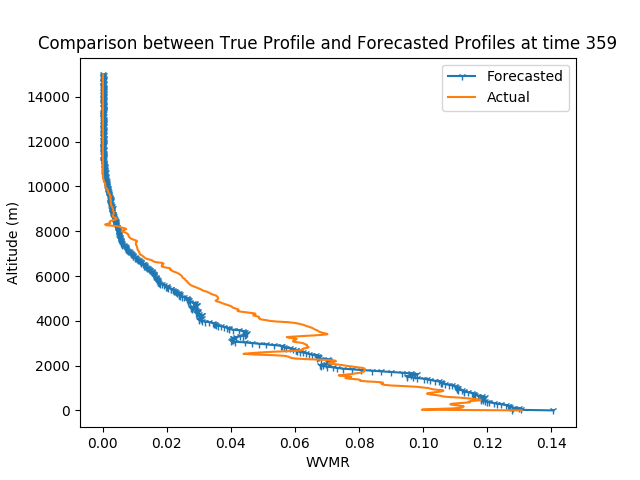 Comparison between True Profile and Forecasted Profiles at time 359
Forecasted
Actual
14000
12000
10000
8000
6000
4000
2000
0
Altitude (m)
0.00 0.02 0.04 0.06 0.08 0.10 0.12 0.14
WVMR